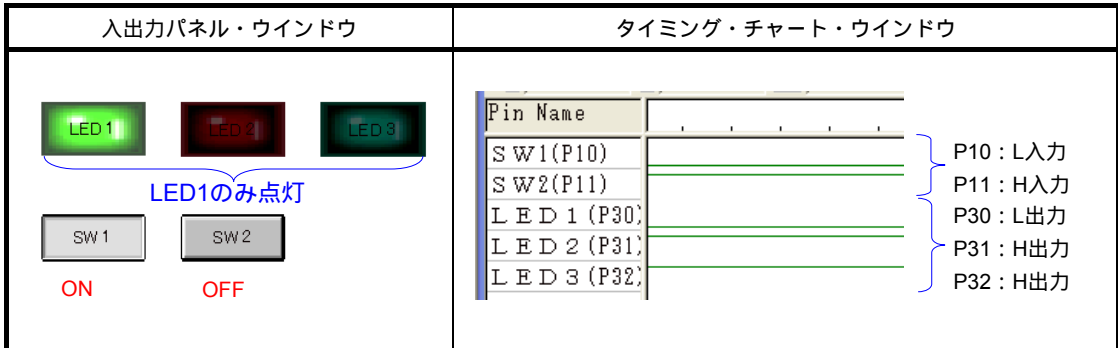 入出力パネル・ウインドウ
タイミング・チャート・ウインドウ
LED1
LED2
LED3
LED1のみ点灯
SW1
SW2
ON
OFF
Pin Name
SW1(P10)
SW2(P11)
LED1(P30)
LED2(P31)
LED3(P32)
P10：L入力
P11：H入力
P30：L出力
P31：H出力
P32：H出力